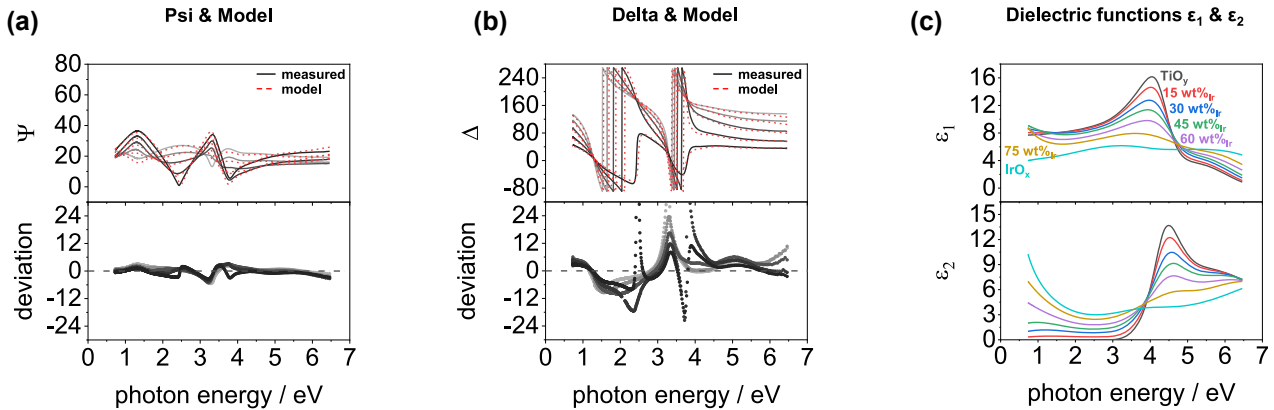 (a)
Psi & Model
80
60
40
20
0
Ψ
measured
model
24
12
0
-12
-24
deviation
0 1 2 3 4 5 6 7
photon energy / eV
(b)
Delta & Model
240
160
80
0
-80
Δ
measured
model
24
12
0
-12
-24
deviation
0 1 2 3 4 5 6 7
photon energy / eV
(c)
Dielectric functions ε₁ & ε₂
16
12
8
4
0
ε₁
TiOᵧ
15 wt%Ir
30 wt%Ir
45 wt%Ir
60 wt%Ir
75 wt%Ir
IrOₓ
15
12
9
6
3
0
ε₂
0 1 2 3 4 5 6 7
photon energy / eV